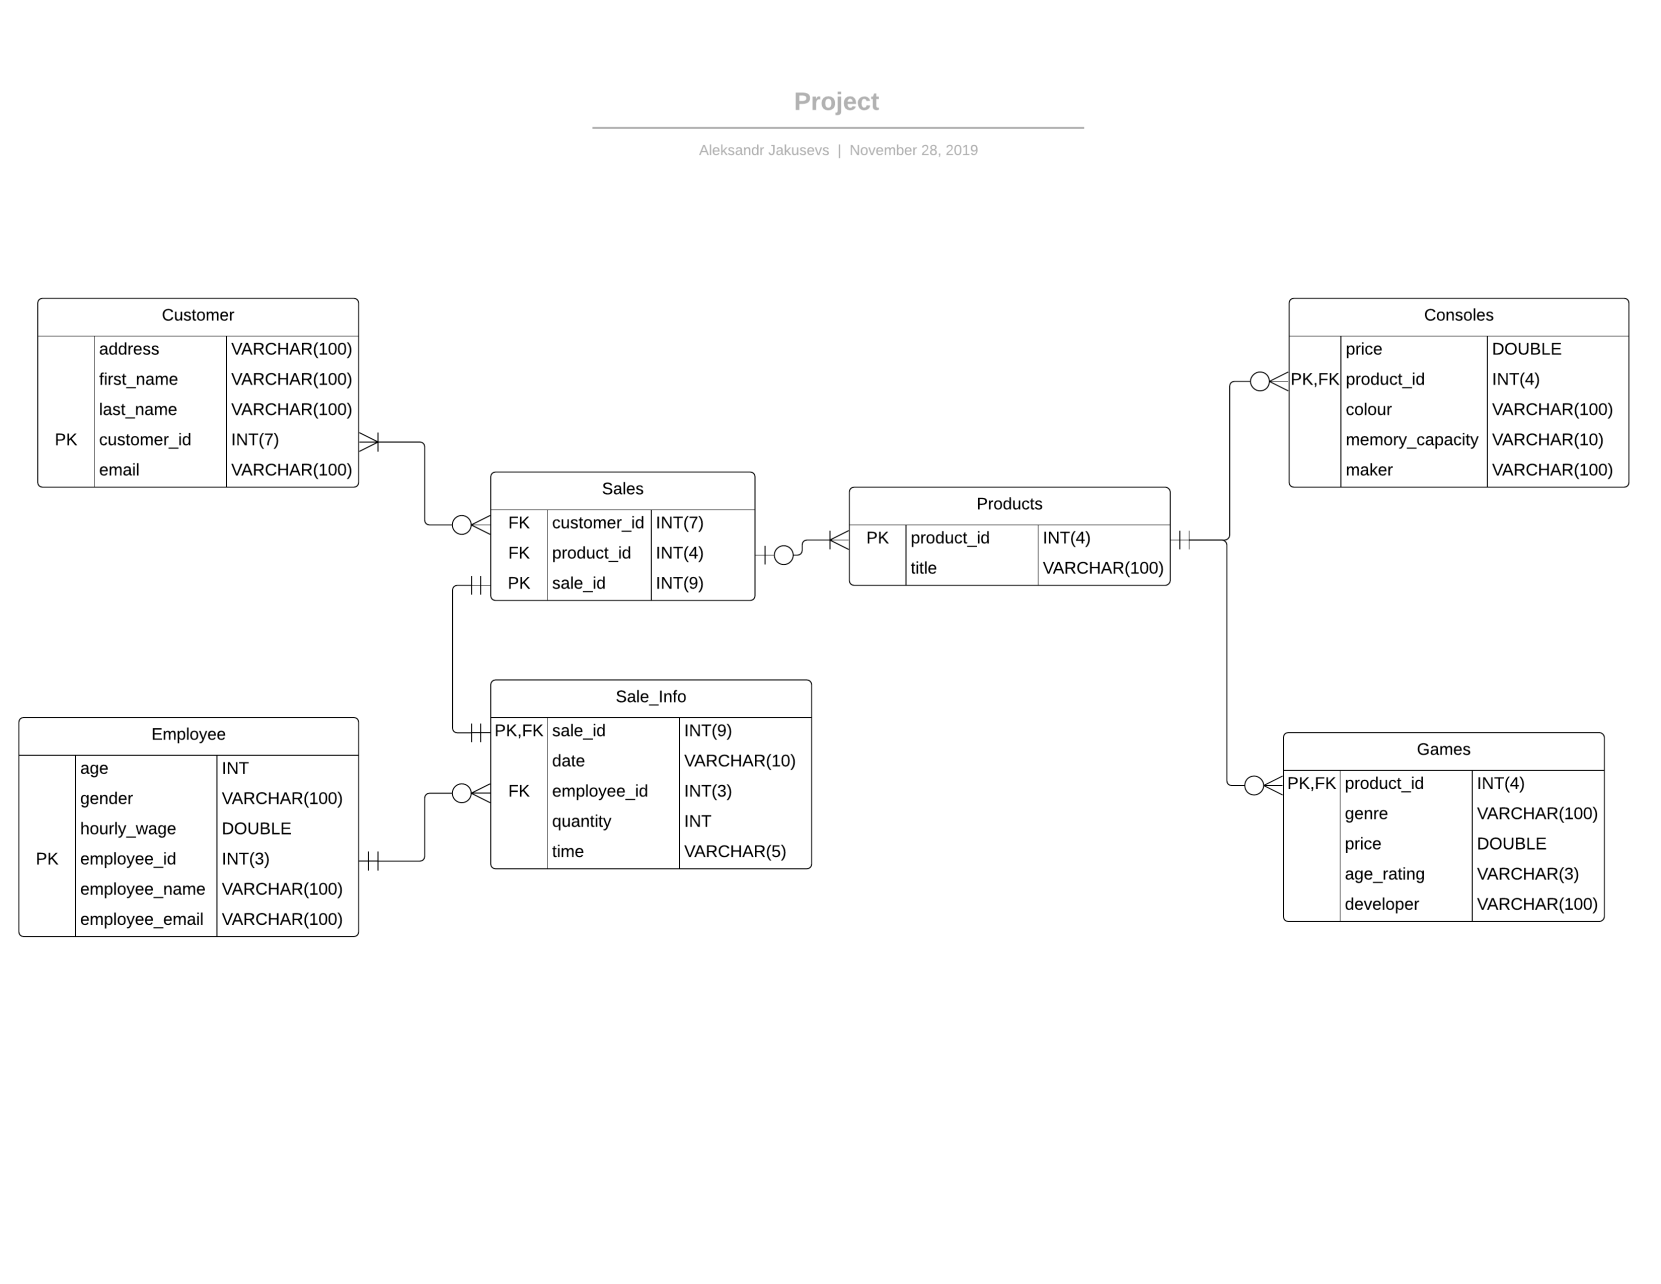 Project
Aleksandr Jakusevs | November 28, 2019
Customer
address VARCHAR(100)
first_name VARCHAR(100)
last_name VARCHAR(100)
PK customer_id INT(7)
email VARCHAR(100)
Sales
FK customer_id INT(7)
FK product_id INT(4)
PK sale_id INT(9)
Products
PK product_id INT(4)
title VARCHAR(100)
Consoles
price DOUBLE
PK,FK product_id INT(4)
colour VARCHAR(100)
memory_capacity VARCHAR(10)
maker VARCHAR(100)
Employee
age INT
gender VARCHAR(100)
hourly_wage DOUBLE
PK employee_id INT(3)
employee_name VARCHAR(100)
employee_email VARCHAR(100)
Sale_Info
PK,FK sale_id INT(9)
date VARCHAR(10)
FK employee_id INT(3)
quantity INT
time VARCHAR(5)
Games
PK,FK product_id INT(4)
genre VARCHAR(100)
price DOUBLE
age_rating VARCHAR(3)
developer VARCHAR(100)